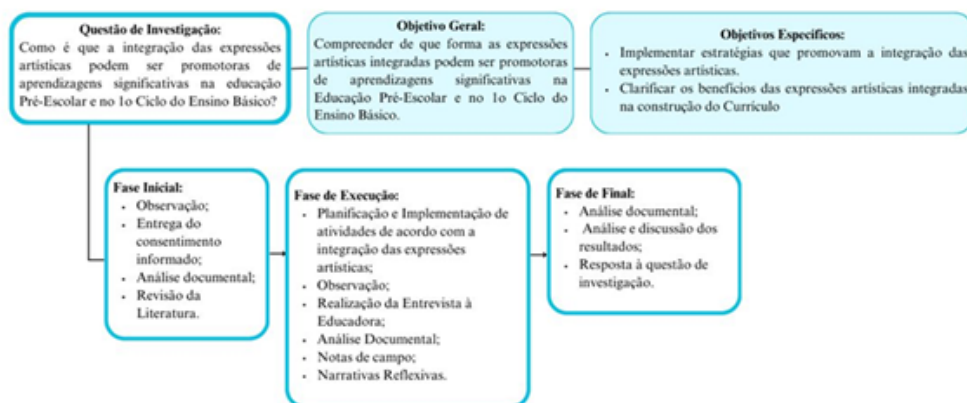 Questão de Investigação:
Como é que a integração das expressões
artísticas podem ser promotoras de
aprendizagens significativas na educação
Pré-Escolar e no 1o Ciclo do Ensino Básico?
Objetivo Geral:
Compreender de que forma as expressões
artísticas integradas podem ser promotoras
de aprendizagens significativas na
Educação Pré-Escolar e no 1o Ciclo do
Ensino Básico.
Objetivos Específicos:
• Implementar estratégias que promovam a integração das
expressões artísticas.
• Clarificar os benefícios das expressões artísticas integradas
na construção do Currículo
Fase Inicial:
• Observação;
• Entrega do
consentimento
informado;
• Análise documental;
• Revisão da
Literatura.
Fase de Execução:
• Planificação e Implementação de
atividades de acordo com a
integração das expressões
artísticas;
• Observação;
• Realização da Entrevista à
Educadora;
• Análise Documental;
• Notas de campo;
• Narrativas Reflexivas.
Fase de Final:
• Análise documental;
• Análise e discussão dos
resultados;
• Resposta à questão de
investigação.